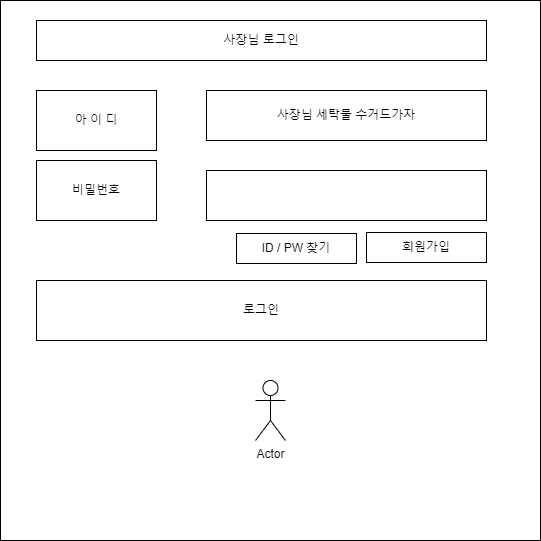 사장님 로그인
아 이 디
사장님 세탁물 수거드가자
비밀번호
ID / PW 찾기
회원가입
로그인
Actor